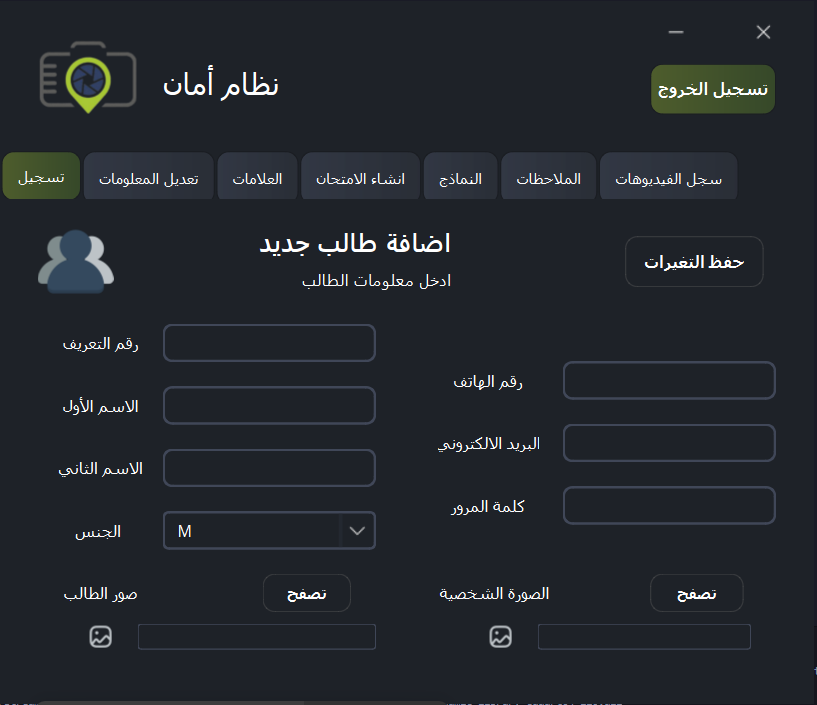 نظام أمان
تسجيل الخروج
تسجيل
تعديل المعلومات
العلامات
انشاء الامتحان
النماذج
الملاحظات
سجل الفيديوهات
اضافة طالب جديد
ادخل معلومات الطالب
حفظ التغيرات
رقم التعريف
رقم الهاتف
الاسم الأول
البريد الالكتروني
الاسم الثاني
كلمة المرور
الجنس
M
صور الطالب
تصفح
الصورة الشخصية
تصفح